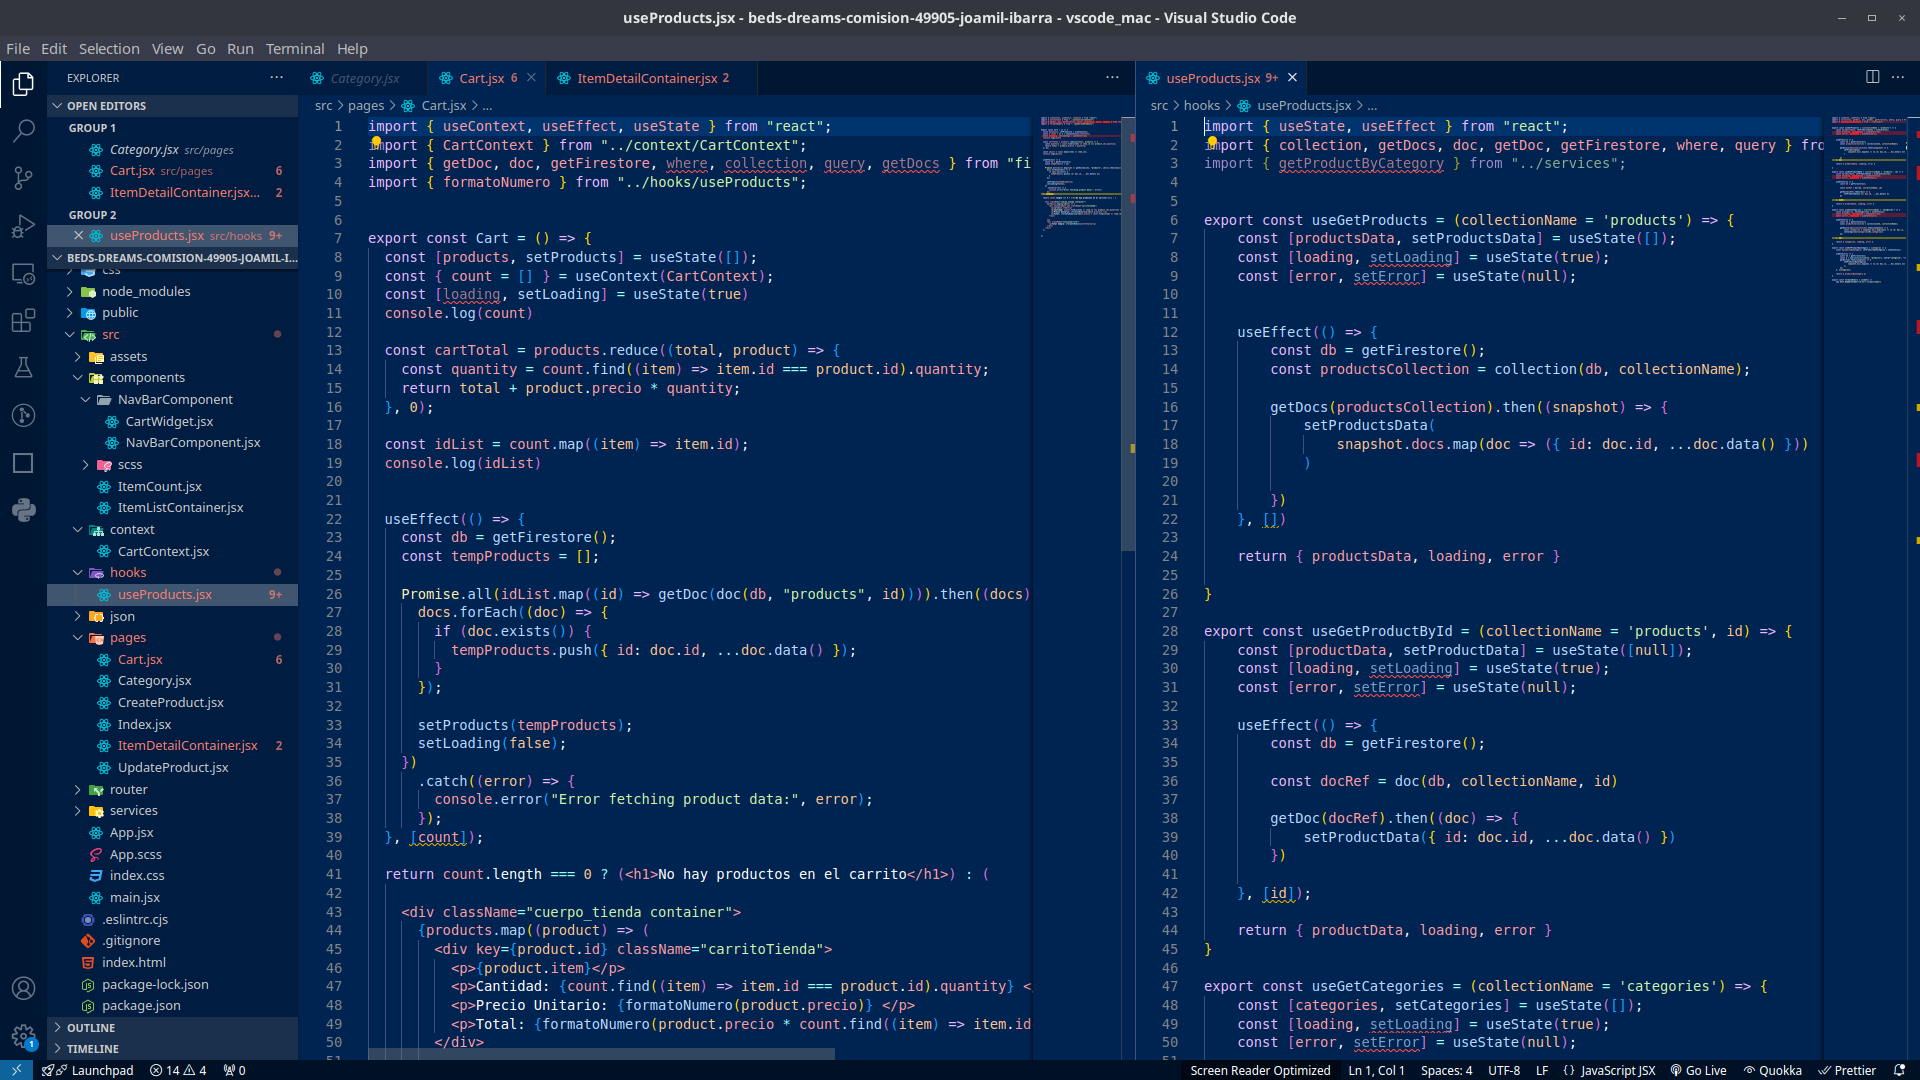 useProducts.jsx - beds-dreams-comision-49905-joamil-ibarra - vscode_mac - Visual Studio Code
File Edit Selection View Go Run Terminal Help
EXPLORER
OPEN EDITORS
GROUP 1
Category.jsx src/pages
Cart.jsx src/pages 6
ItemDetailContainer.jsx... 2
GROUP 2
useProducts.jsx src/hooks 9+
BEDS-DREAMS-COMISION-49905-JOAMIL-I...
css
node_modules
public
src
assets
components
NavBarComponent
CartWidget.jsx
NavBarComponent.jsx
scss
ItemCount.jsx
ItemListContainer.jsx
context
CartContext.jsx
hooks
useProducts.jsx 9+
json
pages
Cart.jsx 6
Category.jsx
CreateProduct.jsx
Index.jsx
ItemDetailContainer.jsx 2
UpdateProduct.jsx
router
services
App.jsx
App.scss
index.css
main.jsx
.eslintrc.cjs
.gitignore
index.html
package-lock.json
package.json
OUTLINE
TIMELINE
Category.jsx Cart.jsx 6 ItemDetailContainer.jsx 2
src > pages > Cart.jsx > ...
1 import { useContext, useEffect, useState } from "react";
2 import { CartContext } from "../context/CartContext";
3 import { getDoc, doc, getFirestore, where, collection, query, getDocs } from "fi
4 import { formatoNumero } from "../hooks/useProducts";
5
6
7 export const Cart = () => {
8 const [products, setProducts] = useState([]);
9 const { count = [] } = useContext(CartContext);
10 const [loading, setLoading] = useState(true)
11 console.log(count)
12
13 const cartTotal = products.reduce((total, product) => {
14 const quantity = count.find((item) => item.id === product.id).quantity;
15 return total + product.precio * quantity;
16 }, 0);
17
18 const idList = count.map((item) => item.id);
19 console.log(idList)
20
21
22 useEffect(() => {
23 const db = getFirestore();
24 const tempProducts = [];
25
26 Promise.all(idList.map((id) => getDoc(doc(db, "products", id)))).then((docs)
27 docs.forEach((doc) => {
28 if (doc.exists()) {
29 tempProducts.push({ id: doc.id, ...doc.data() });
30 }
31 });
32
33 setProducts(tempProducts);
34 setLoading(false);
35 })
36 .catch((error) => {
37 console.error("Error fetching product data:", error);
38 });
39 }, [count]);
40
41 return count.length === 0 ? (<h1>No hay productos en el carrito</h1>) : (
42
43 <div className="cuerpo_tienda container">
44 {products.map((product) => (
45 <div key={product.id} className="carritoTienda">
46 <p>{product.item}</p>
47 <p>Cantidad: {count.find((item) => item.id === product.id).quantity} <
48 <p>Precio Unitario: {formatoNumero(product.precio)} </p>
49 <p>Total: {formatoNumero(product.precio * count.find((item) => item.id
50 </div>
51
useProducts.jsx 9+
src > hooks > useProducts.jsx > ...
1 import { useState, useEffect } from "react";
2 import { collection, getDocs, doc, getDoc, getFirestore, where, query } fro
3 import { getProductByCategory } from "../services";
4
5
6 export const useGetProducts = (collectionName = 'products') => {
7 const [productsData, setProductsData] = useState([]);
8 const [loading, setLoading] = useState(true);
9 const [error, setError] = useState(null);
10
11
12 useEffect(() => {
13 const db = getFirestore();
14 const productsCollection = collection(db, collectionName);
15
16 getDocs(productsCollection).then((snapshot) => {
17 setProductsData(
18 snapshot.docs.map(doc => ({ id: doc.id, ...doc.data() }))
19 )
20
21 })
22 }, [])
23
24 return { productsData, loading, error }
25
26 }
27
28 export const useGetProductById = (collectionName = 'products', id) => {
29 const [productData, setProductData] = useState([null]);
30 const [loading, setLoading] = useState(true);
31 const [error, setError] = useState(null);
32
33 useEffect(() => {
34 const db = getFirestore();
35
36 const docRef = doc(db, collectionName, id)
37
38 getDoc(docRef).then((doc) => {
39 setProductData({ id: doc.id, ...doc.data() })
40 })
41
42 }, [id]);
43
44 return { productData, loading, error }
45 }
46
47 export const useGetCategories = (collectionName = 'categories') => {
48 const [categories, setCategories] = useState([]);
49 const [loading, setLoading] = useState(true);
50 const [error, setError] = useState(null);
51
1 Launchpad 14 4 0 Screen Reader Optimized Ln 1, Col 1 Spaces: 4 UTF-8 LF {} JavaScript JSX Go Live Quokka Prettier